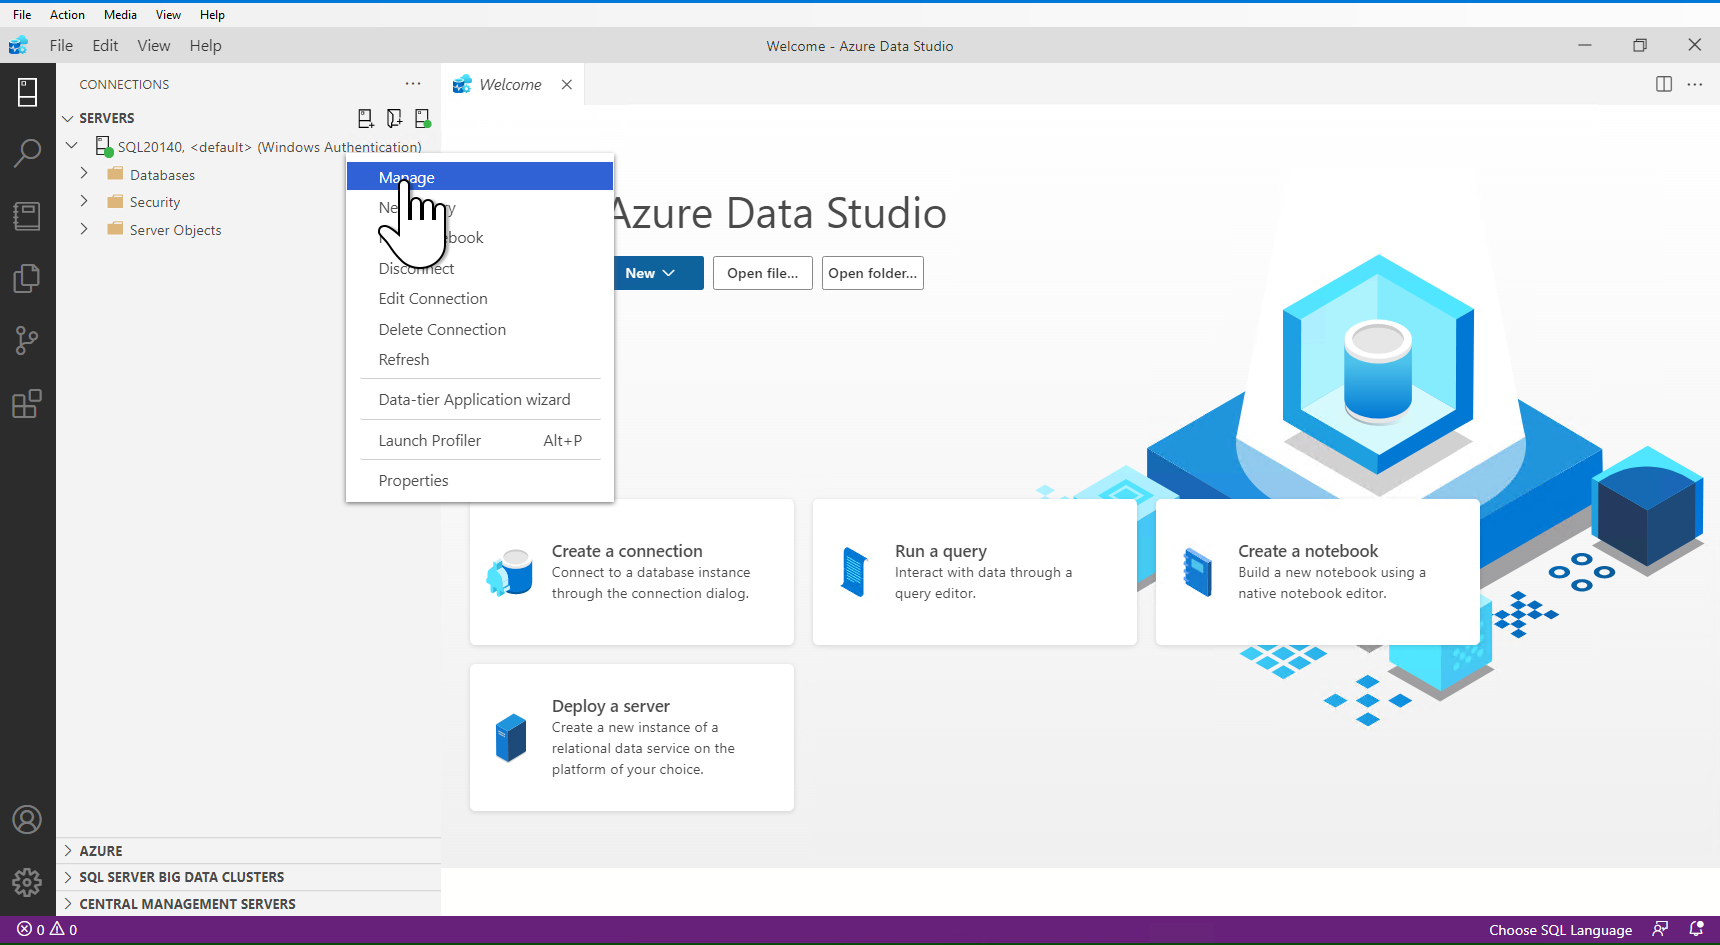 File Action Media View Help
File Edit View Help
Welcome - Azure Data Studio
CONNECTIONS
Welcome
SERVERS
SQL20140, <default> (Windows Authentication)
Databases
Security
Server Objects
Manage
Disconnect
Edit Connection
Delete Connection
Refresh
Data-tier Application wizard
Launch Profiler Alt+P
Properties
Azure Data Studio
New
Open file...
Open folder...
Create a connection
Connect to a database instance
through the connection dialog.
Run a query
Interact with data through a
query editor.
Create a notebook
Build a new notebook using a
native notebook editor.
Deploy a server
Create a new instance of a
relational data service on the
platform of your choice.
AZURE
SQL SERVER BIG DATA CLUSTERS
CENTRAL MANAGEMENT SERVERS
0 0
Choose SQL Language